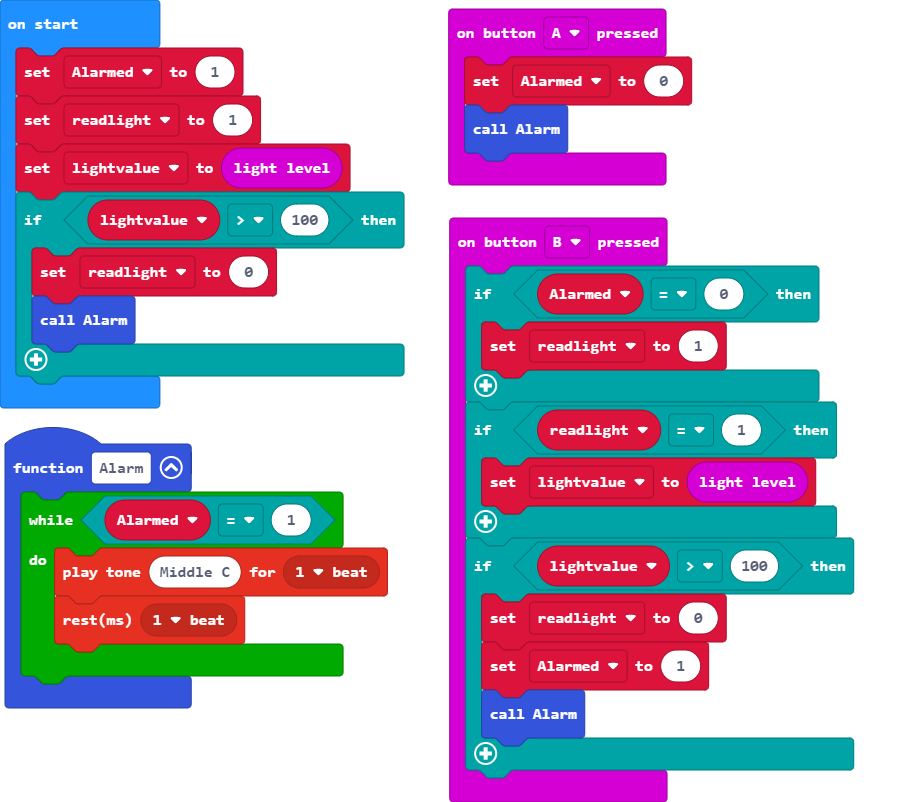 on start
set Alarmed to 1
set readlight to 1
set lightvalue to light level
if lightvalue > 100 then
set readlight to 0
call Alarm
function Alarm
while Alarmed = 1
do
play tone Middle C for 1 beat
rest(ms) 1 beat
on button A pressed
set Alarmed to 0
call Alarm
on button B pressed
if Alarmed = 0 then
set readlight to 1
if readlight = 1 then
set lightvalue to light level
if lightvalue > 100 then
set readlight to 0
set Alarmed to 1
call Alarm